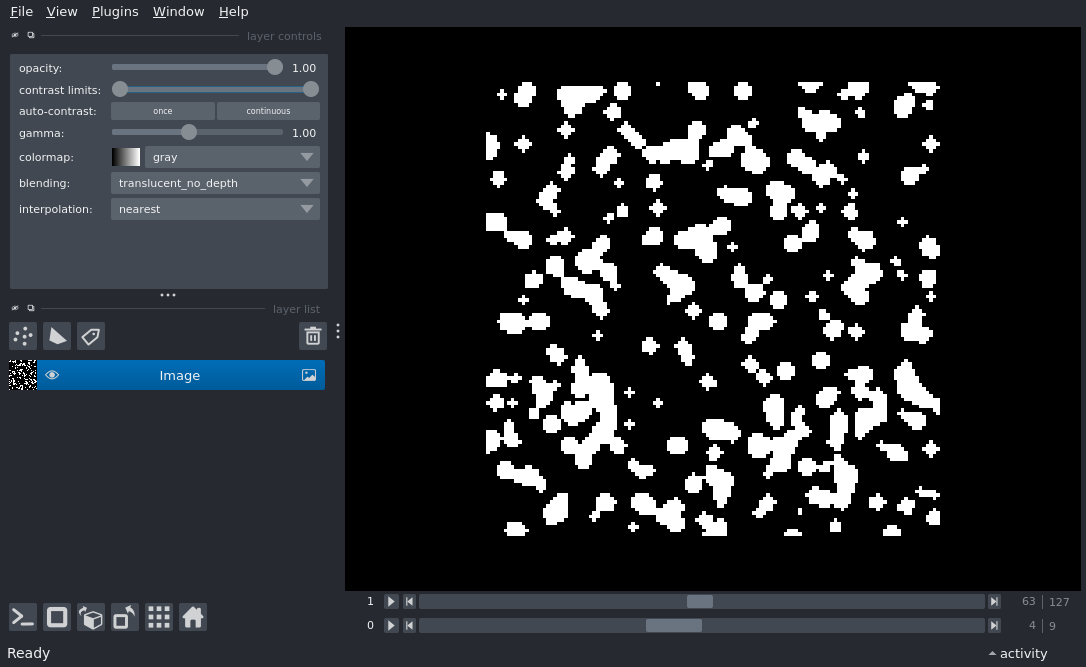 File View Plugins Window Help
layer controls
opacity: 1.00
contrast limits:
auto-contrast: once continuous
gamma: 1.00
colormap: gray
blending: translucent_no_depth
interpolation: nearest
layer list
Image
1 63 127
0 4 9
Ready activity